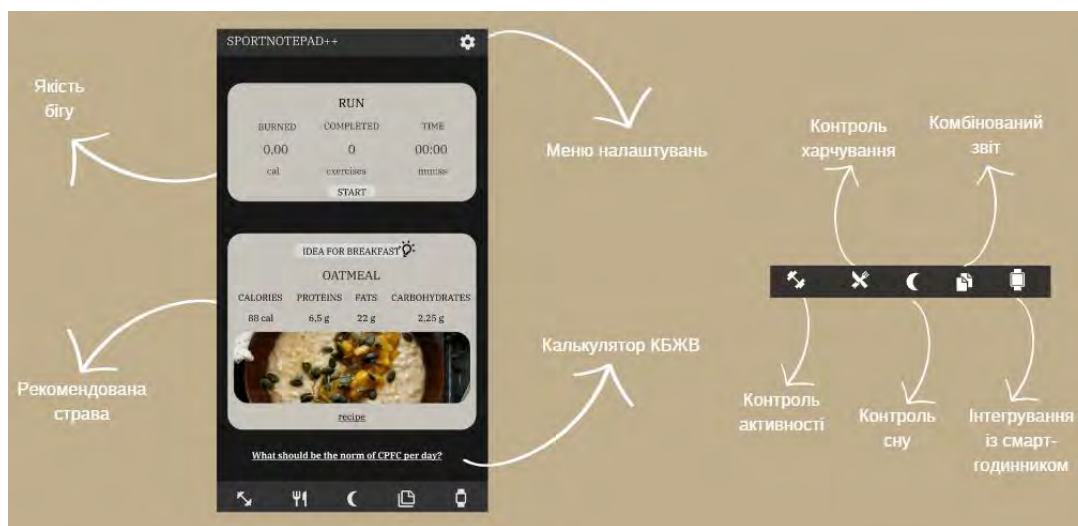 SPORTNOTEPAD++
Якість
бігу
RUN
BURNED COMPLETED TIME
0,00 0 00:00
cal exercises
START
Меню налаштувань
IDEA FOR BREAKFAST
OATMEAL
CALORIES PROTEINS FATS CARBOHYDRATES
88 cal 6,5 g 22 g 2,25 g
Рекомендована
страва
recipe
What should be the norm of CPFC per day?
Калькулятор КБЖВ
Контроль
харчування
Комбінований
звіт
Контроль
активності
Контроль
сну
Інтегрування
із смарт-
годинником